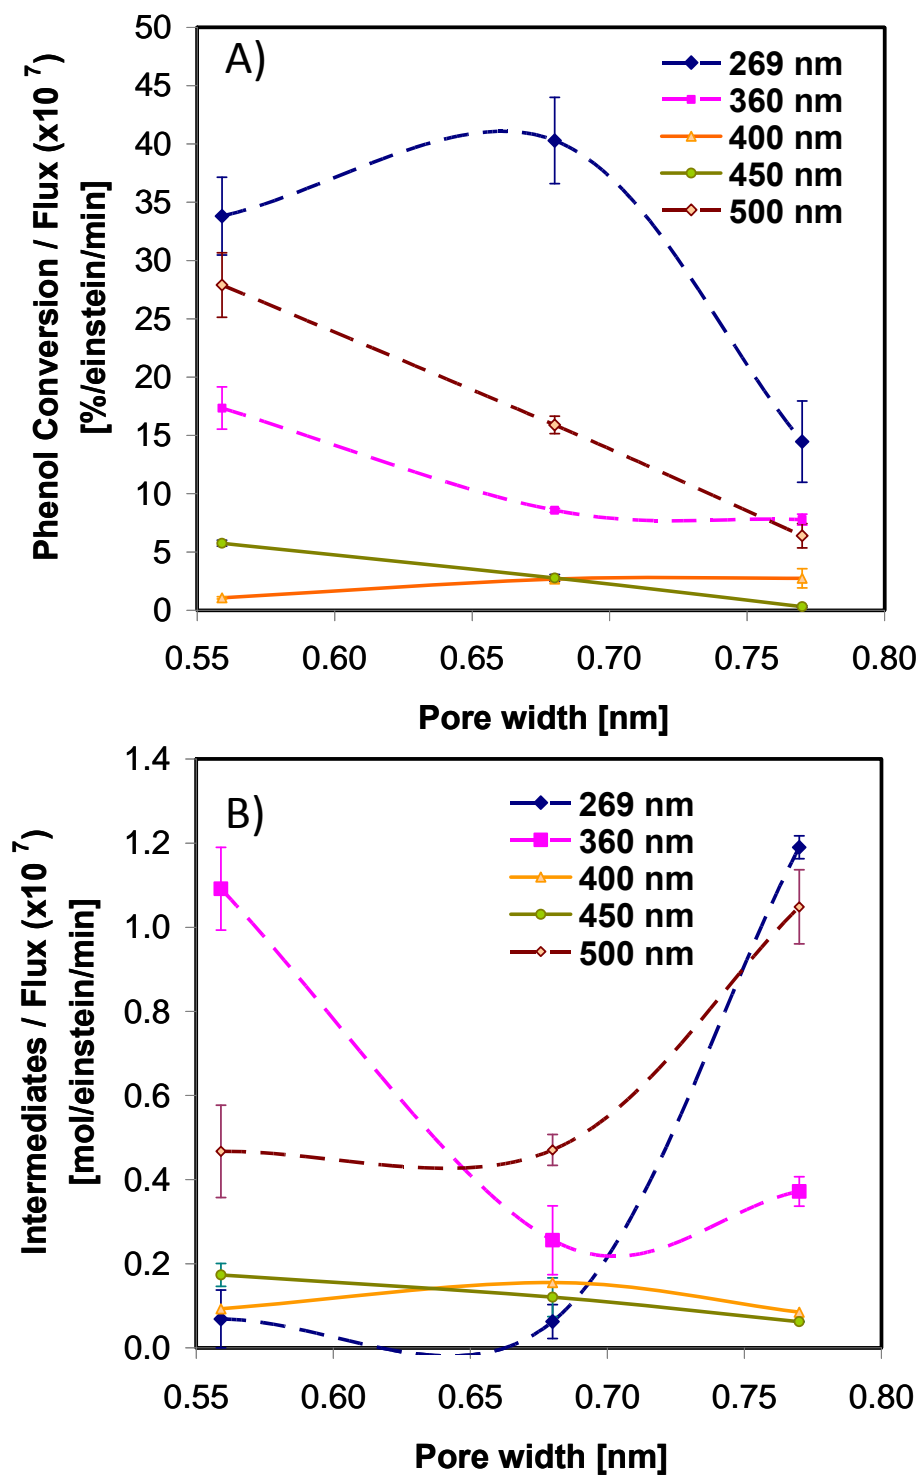 A)
50
45
40
35
30
25
20
15
10
5
0
Phenol Conversion / Flux (x10 7)
[%/einstein/min]
269 nm
360 nm
400 nm
450 nm
500 nm
0.55 0.60 0.65 0.70 0.75 0.80
Pore width [nm]
B)
1.4
1.2
1.0
0.8
0.6
0.4
0.2
0.0
Intermediates / Flux (x10 7)
[mol/einstein/min]
269 nm
360 nm
400 nm
450 nm
500 nm
0.55 0.60 0.65 0.70 0.75 0.80
Pore width [nm]